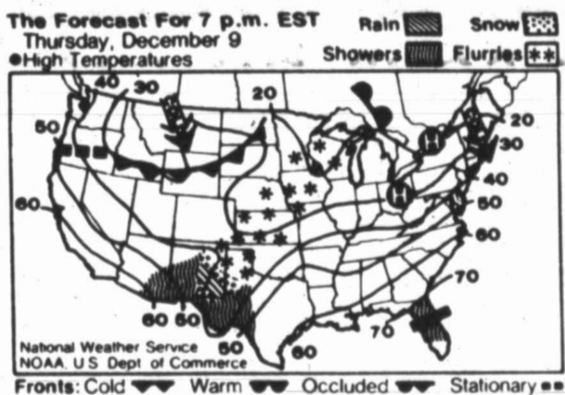 The Forecast For 7 p.m. EST
Thursday, December 9
●High Temperatures
Rain Snow
Showers Flurries
40 30 20 20
50 30
40
60 50
60
70
60 50 60 60 70
H
H
National Weather Service
NOAA, U S Dept of Commerce
Fronts: Cold Warm Occluded Stationary